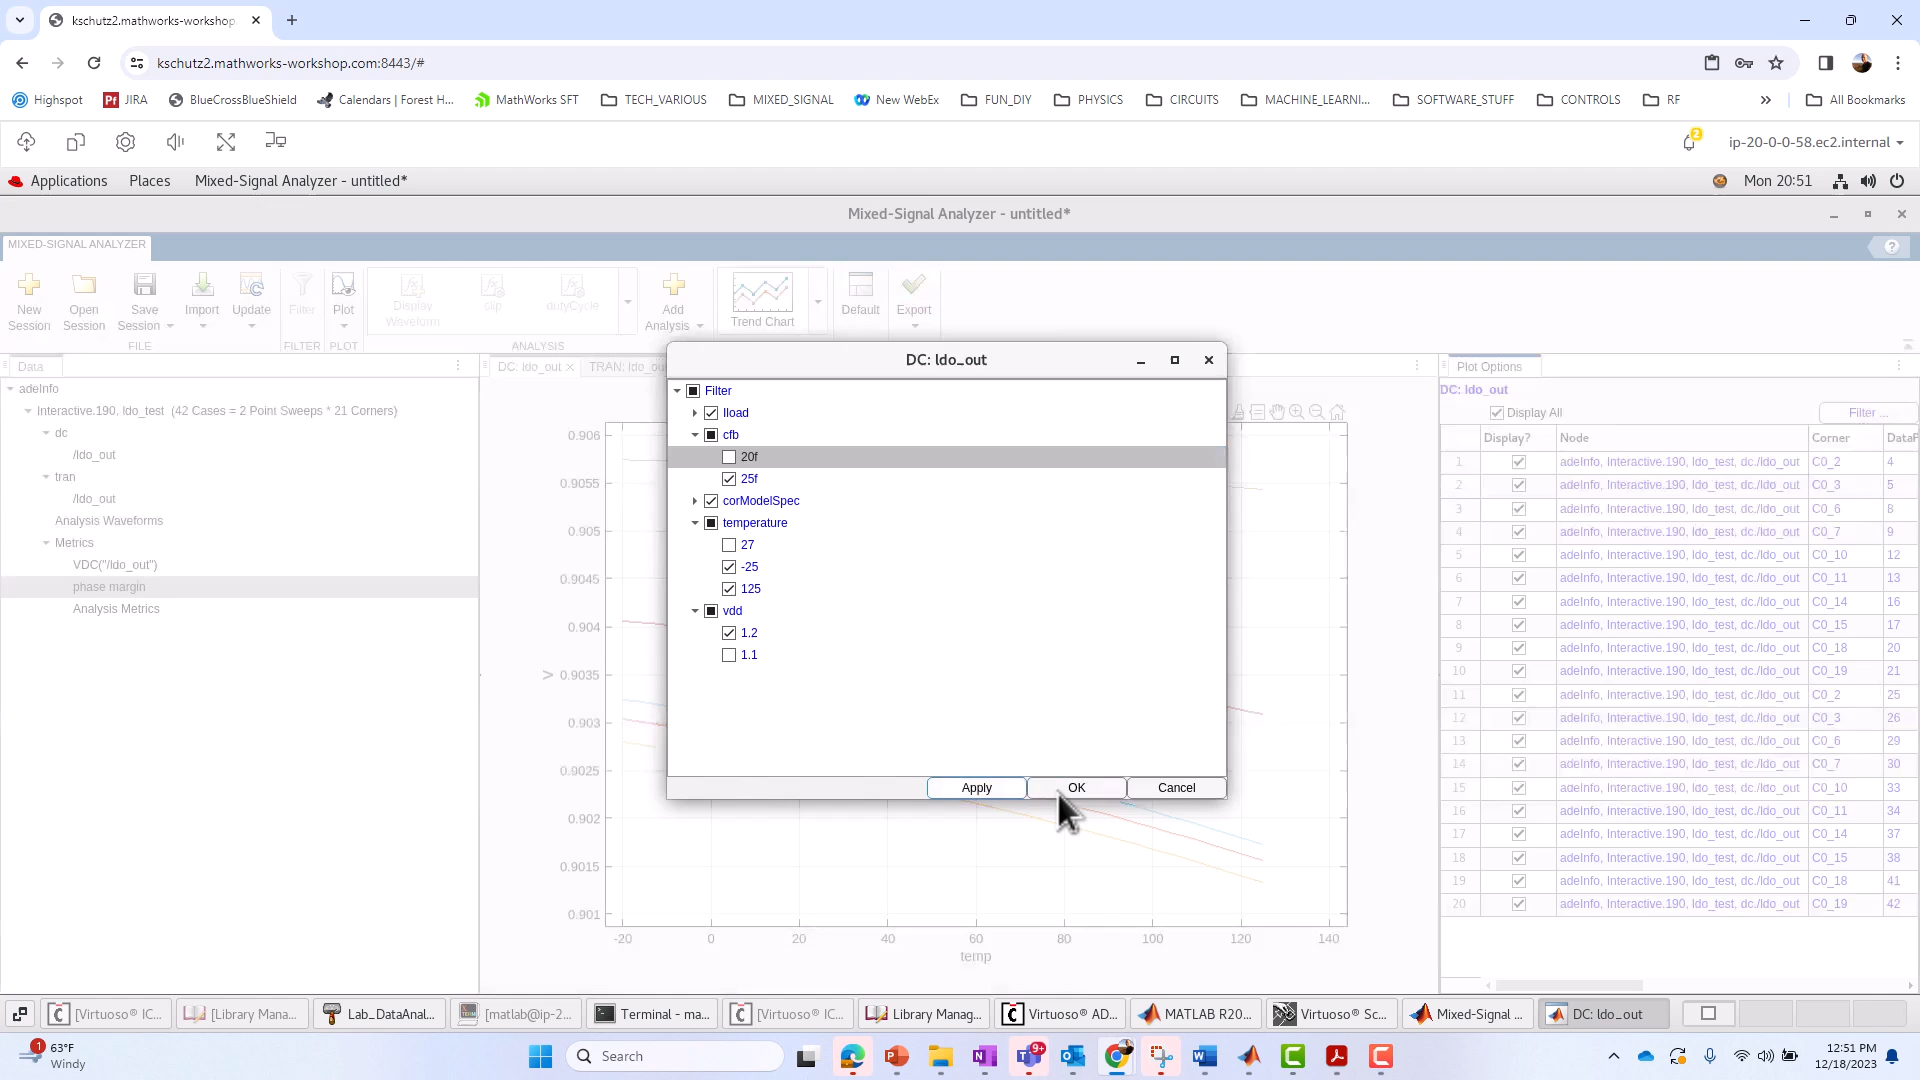 kschutz2.mathworks-workshop
kschutz2.mathworks-workshop.com:8443/#
Highspot
JIRA
BlueCrossBlueShield
Calendars | Forest H...
MathWorks SFT
TECH_VARIOUS
MIXED_SIGNAL
New WebEx
FUN_DIY
PHYSICS
CIRCUITS
MACHINE_LEARNI...
SOFTWARE_STUFF
CONTROLS
RF
All Bookmarks
2
ip-20-0-0-58.ec2.internal
Applications
Places
Mixed-Signal Analyzer - untitled*
Mon 20:51
Mixed-Signal Analyzer - untitled*
MIXED-SIGNAL ANALYZER
New Session
Open Session
Save Session
Import
Update
Filter
Plot
Display Waveform
clip
dutyCycle
Add Analysis
Trend Chart
Default
Export
FILE
FILTER
PLOT
ANALYSIS
Data
adeInfo
Interactive.190, ldo_test (42 Cases = 2 Point Sweeps * 21 Corners)
dc
/ldo_out
tran
/ldo_out
Analysis Waveforms
Metrics
VDC("/ldo_out")
phase margin
Analysis Metrics
DC: ldo_out
TRAN: ldo_ou
0.906
0.9055
0.905
0.9045
0.904
0.9035
0.903
0.9025
0.902
0.9015
0.901
V
-20 0 20 40 60 80 100 120 140
temp
DC: ldo_out
Filter
Iload
cfb
20f
25f
corModelSpec
temperature
27
-25
125
vdd
1.2
1.1
Apply
OK
Cancel
Plot Options
DC: ldo_out
Display All
Filter ...
Display? Node Corner DataP
1 adeInfo, Interactive.190, ldo_test, dc./ldo_out C0_2 4
2 adeInfo, Interactive.190, ldo_test, dc./ldo_out C0_3 5
3 adeInfo, Interactive.190, ldo_test, dc./ldo_out C0_6 8
4 adeInfo, Interactive.190, ldo_test, dc./ldo_out C0_7 9
5 adeInfo, Interactive.190, ldo_test, dc./ldo_out C0_10 12
6 adeInfo, Interactive.190, ldo_test, dc./ldo_out C0_11 13
7 adeInfo, Interactive.190, ldo_test, dc./ldo_out C0_14 16
8 adeInfo, Interactive.190, ldo_test, dc./ldo_out C0_15 17
9 adeInfo, Interactive.190, ldo_test, dc./ldo_out C0_18 20
10 adeInfo, Interactive.190, ldo_test, dc./ldo_out C0_19 21
11 adeInfo, Interactive.190, ldo_test, dc./ldo_out C0_2 25
12 adeInfo, Interactive.190, ldo_test, dc./ldo_out C0_3 26
13 adeInfo, Interactive.190, ldo_test, dc./ldo_out C0_6 29
14 adeInfo, Interactive.190, ldo_test, dc./ldo_out C0_7 30
15 adeInfo, Interactive.190, ldo_test, dc./ldo_out C0_10 33
16 adeInfo, Interactive.190, ldo_test, dc./ldo_out C0_11 34
17 adeInfo, Interactive.190, ldo_test, dc./ldo_out C0_14 37
18 adeInfo, Interactive.190, ldo_test, dc./ldo_out C0_15 38
19 adeInfo, Interactive.190, ldo_test, dc./ldo_out C0_18 41
20 adeInfo, Interactive.190, ldo_test, dc./ldo_out C0_19 42
[Virtuoso® IC...
[Library Mana...
Lab_DataAnal...
[matlab@ip-2...
Terminal - ma...
[Virtuoso® IC...
Library Manag...
Virtuoso® AD...
MATLAB R20...
Virtuoso® Sc...
Mixed-Signal ...
DC: ldo_out
1
63°F
Windy
Search
9+
12:51 PM
12/18/2023